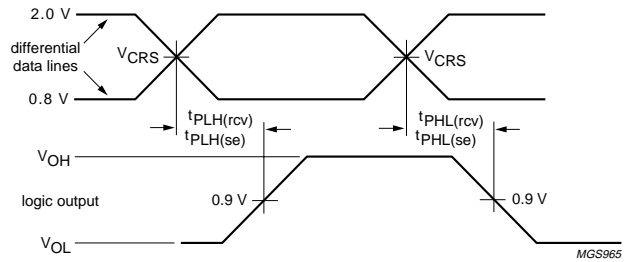 2.0 V
differential
data lines
VCRS
VCRS
0.8 V
tPLH(rcv)
tPLH(se)
tPHL(rcv)
tPHL(se)
VOH
logic output
0.9 V
0.9 V
VOL
MGS965